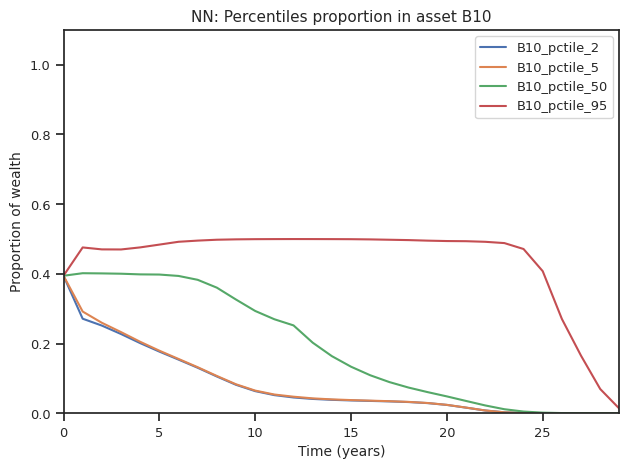 NN: Percentiles proportion in asset B10
B10_pctile_2
B10_pctile_5
B10_pctile_50
B10_pctile_95
Proportion of wealth
1.0
0.8
0.6
0.4
0.2
0.0
0 5 10 15 20 25
Time (years)